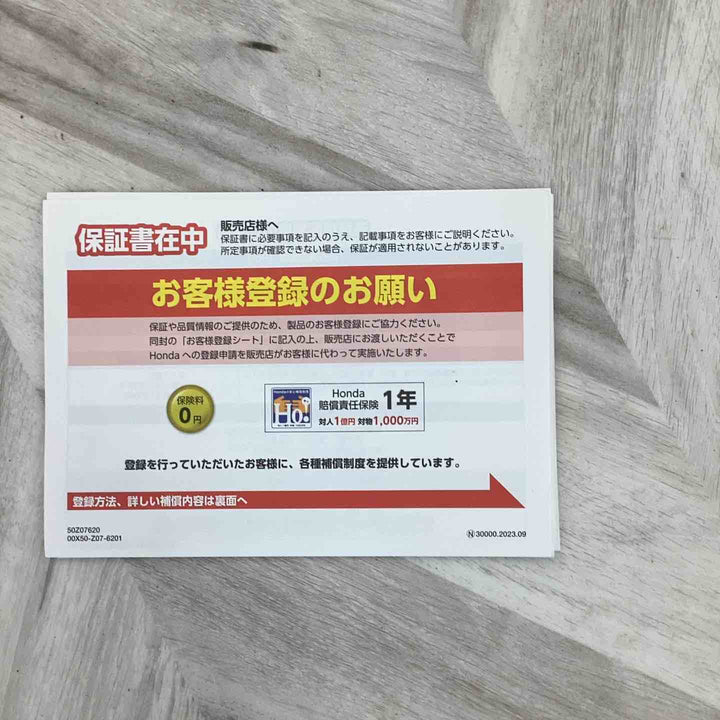 保証書在中
販売店様へ
保証書に必要事項を記入のうえ、記載事項をお客様にご説明ください。
所定事項が確認できない場合、保証が適用されないことがあります。
お客様登録のお願い
保証や品質情報のご提供のため、製品のお客様登録にご協力ください。
同封の「お客様登録シート」に記入の上、販売店にお渡しいただくことで
Hondaへの登録申請を販売店がお客様に代わって実施いたします。
保険料
0円
Ho!
Honda
賠償責任保険 1年
対人1億円 対物1,000万円
登録を行っていただいたお客様に、各種補償制度を提供しています。
登録方法、詳しい補償内容は裏面へ
50Z07620
00X50-Z07-6201
Ⓝ30000.2023.09